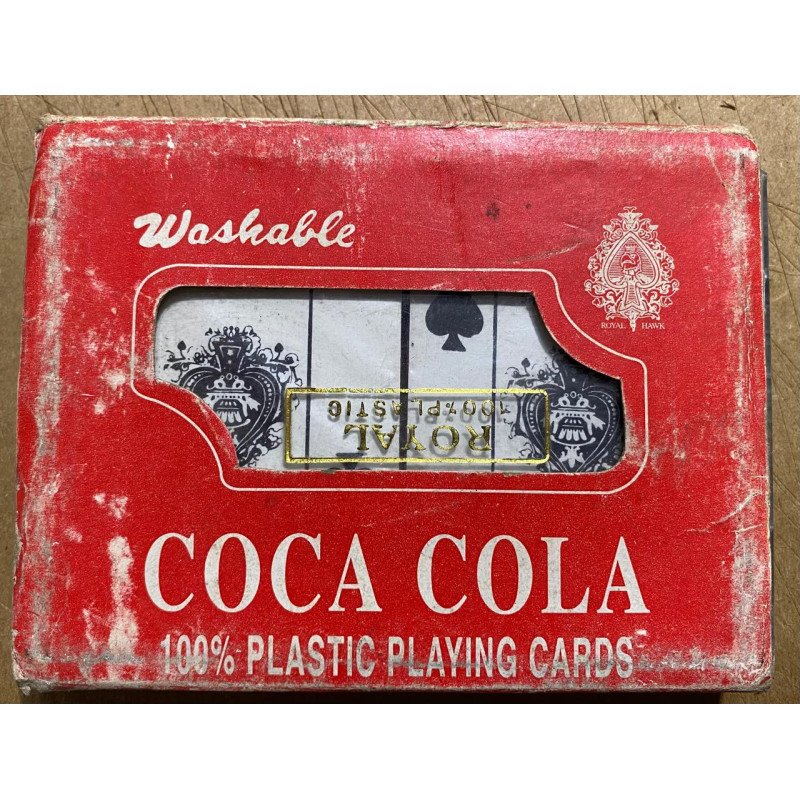 Washable
ROYAL HAWK
ROYAL
100% PLASTIC
COCA COLA
100% PLASTIC PLAYING CARDS